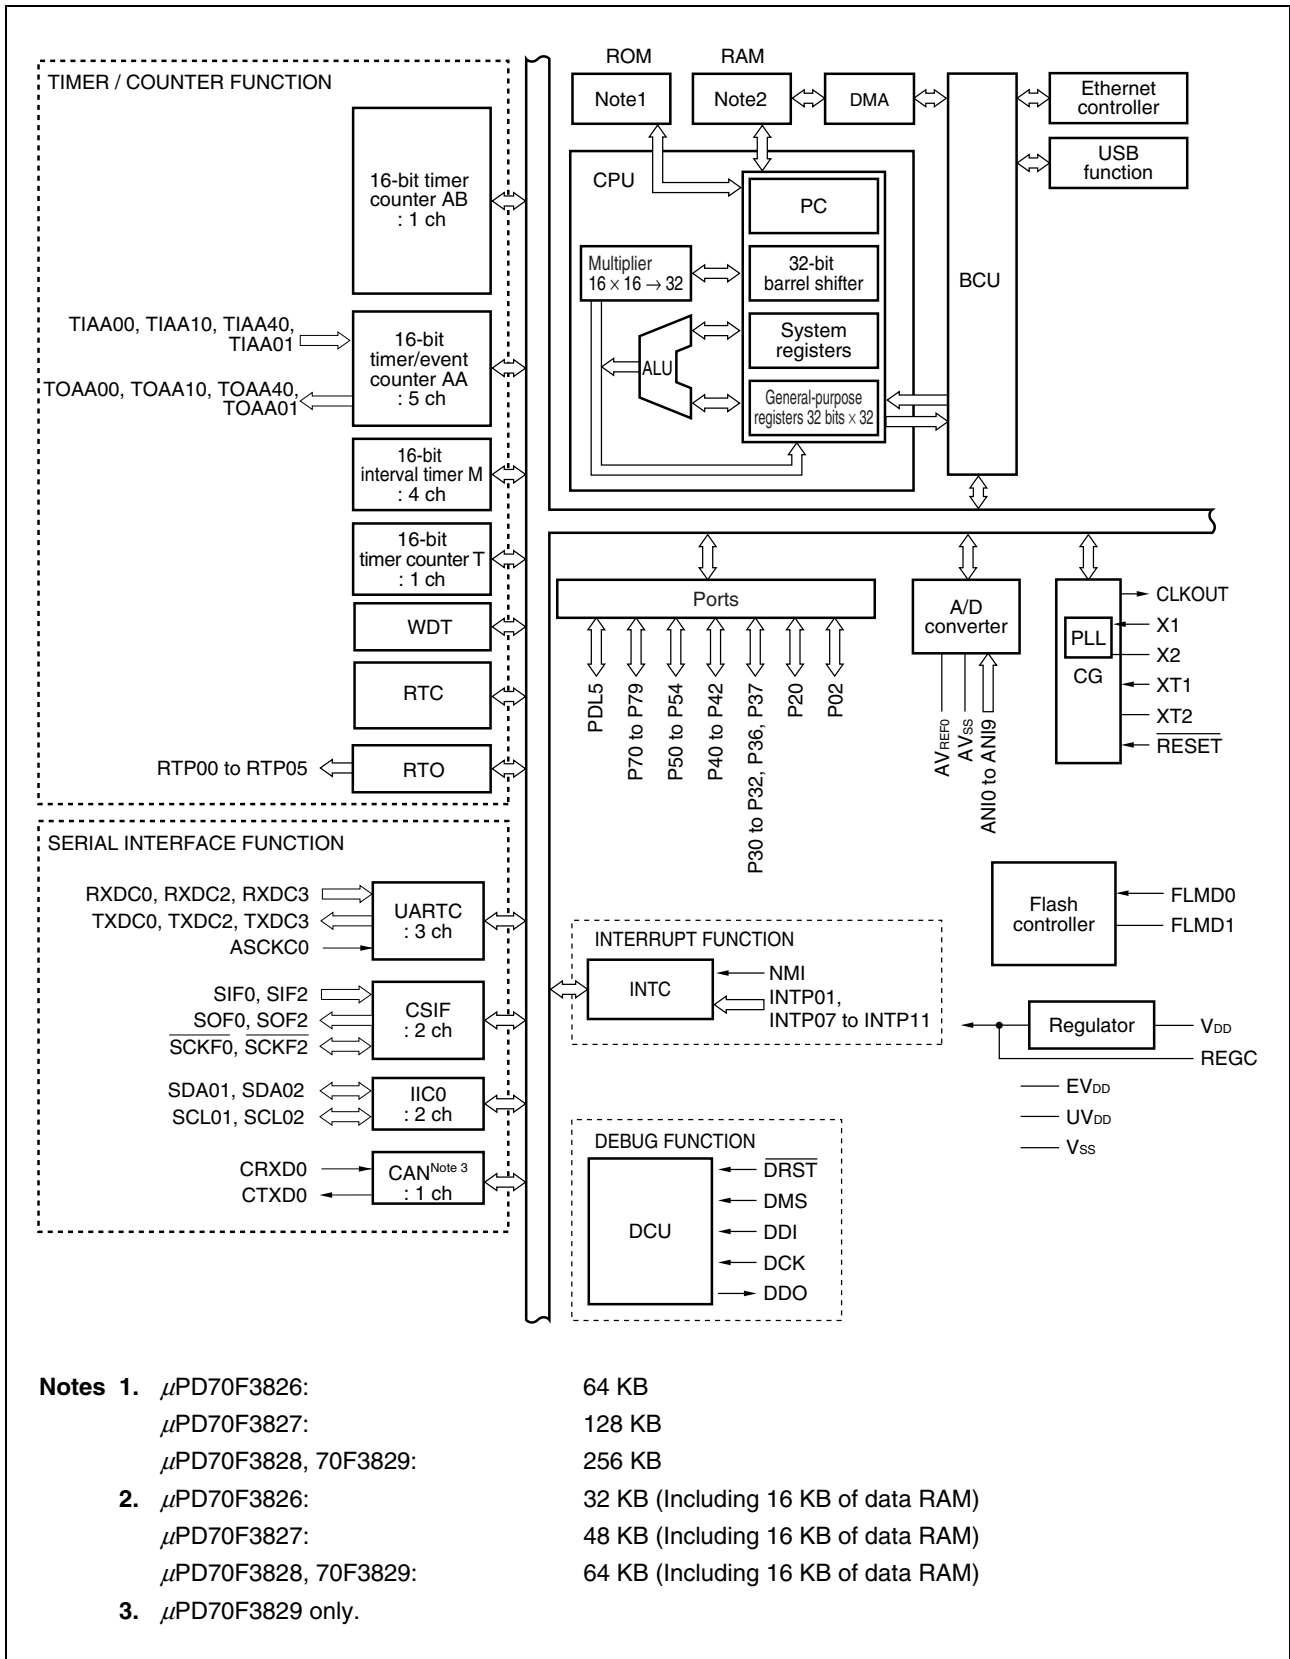 TIMER / COUNTER FUNCTION
16-bit timer
counter AB
: 1 ch
TIAA00, TIAA10, TIAA40,
TIAA01
TOAA00, TOAA10, TOAA40,
TOAA01
16-bit
timer/event
counter AA
: 5 ch
16-bit
interval timer M
: 4 ch
16-bit
timer counter T
: 1 ch
WDT
RTC
RTP00 to RTP05
RTO
SERIAL INTERFACE FUNCTION
RXDC0, RXDC2, RXDC3
TXDC0, TXDC2, TXDC3
ASCKC0
UARTC
: 3 ch
SIF0, SIF2
SOF0, SOF2
SCKF0, SCKF2
CSIF
: 2 ch
SDA01, SDA02
SCL01, SCL02
IIC0
: 2 ch
CRXD0
CTXD0
CAN Note 3
: 1 ch
ROM
Note1
RAM
Note2
DMA
BCU
Ethernet
controller
USB
function
CPU
PC
Multiplier
16 × 16 → 32
32-bit
barrel shifter
ALU
System
registers
General-purpose
registers 32 bits × 32
Ports
PDL5
P70 to P79
P50 to P54
P40 to P42
P30 to P32, P36, P37
P20
P02
A/D
converter
AVREF0
AVSS
ANI0 to ANI9
PLL
CG
CLKOUT
X1
X2
XT1
XT2
RESET
Flash
controller
FLMD0
FLMD1
INTERRUPT FUNCTION
INTC
NMI
INTP01,
INTP07 to INTP11
Regulator
VDD
REGC
EVDD
UVDD
VSS
DEBUG FUNCTION
DCU
DRST
DMS
DDI
DCK
DDO
Notes 1. μPD70F3826: 64 KB
μPD70F3827: 128 KB
μPD70F3828, 70F3829: 256 KB
2. μPD70F3826: 32 KB (Including 16 KB of data RAM)
μPD70F3827: 48 KB (Including 16 KB of data RAM)
μPD70F3828, 70F3829: 64 KB (Including 16 KB of data RAM)
3. μPD70F3829 only.